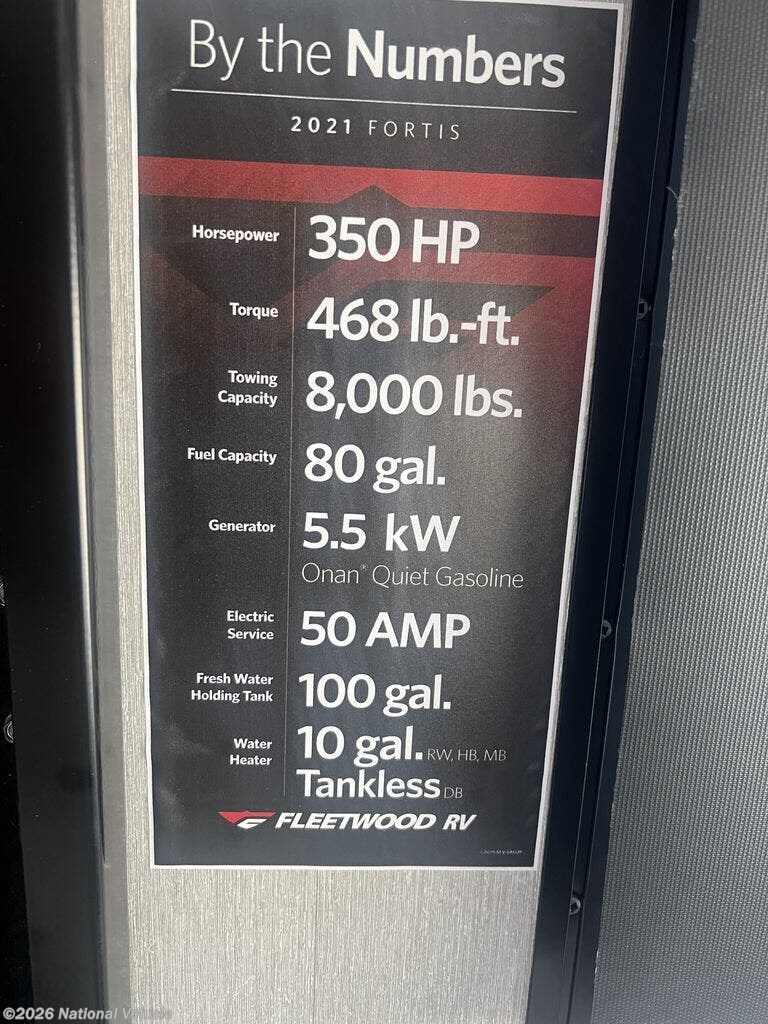 By the Numbers
2021 FORTIS
Horsepower 350 HP
Torque 468 lb.-ft.
Towing Capacity 8,000 lbs.
Fuel Capacity 80 gal.
Generator 5.5 kW
Onan® Quiet Gasoline
Electric Service 50 AMP
Fresh Water Holding Tank 100 gal.
Water Heater 10 gal. RW, HB, MB
Tankless DB
FLEETWOOD RV
©2026 National